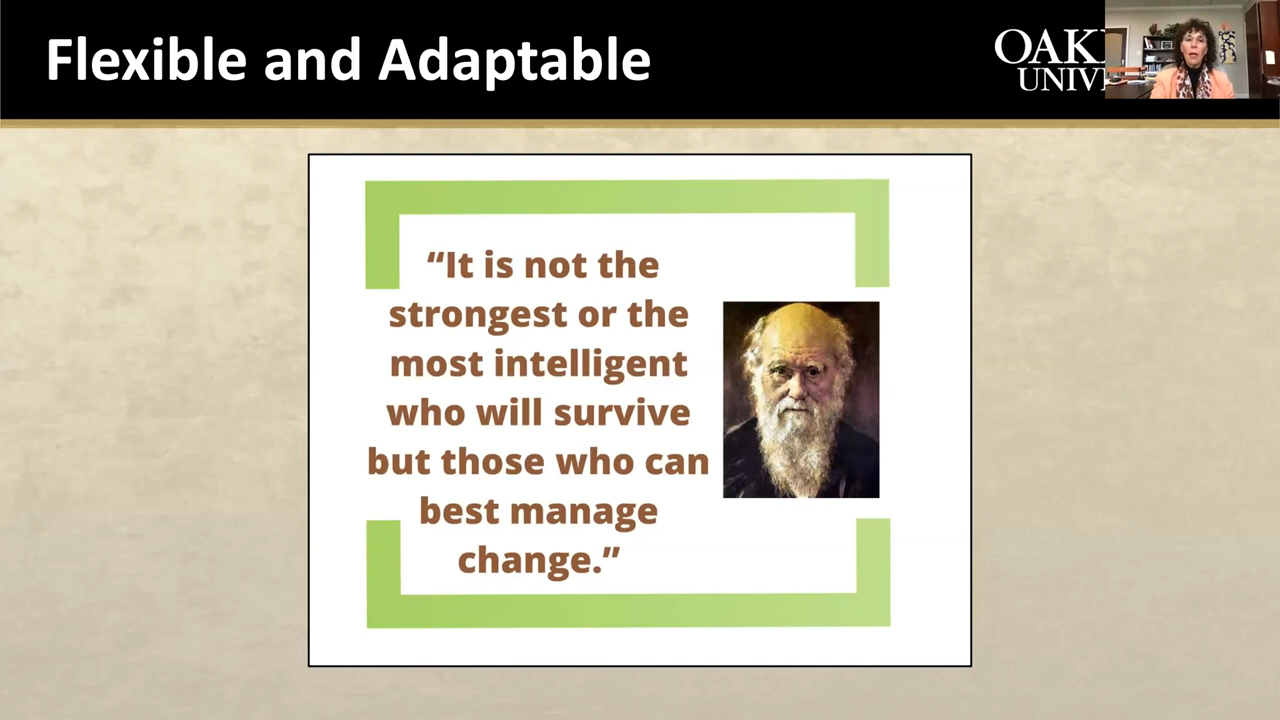 Flexible and Adaptable
“It is not the
strongest or the
most intelligent
who will survive
but those who can
best manage
change.”